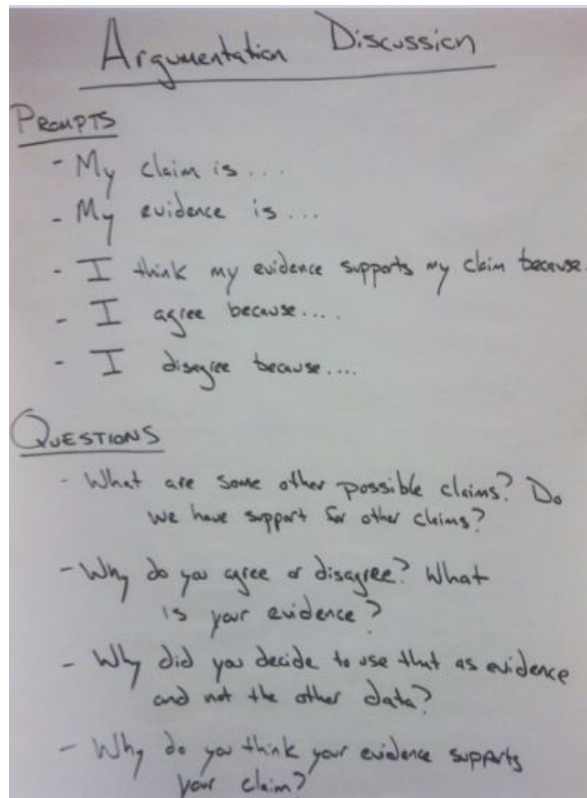 Argumentation Discussion
PROMPTS
- My claim is...
- My evidence is...
- I think my evidence supports my claim because.
- I agree because....
- I disagree because....
QUESTIONS
- What are some other possible claims? Do
we have support for other claims?
- Why do you agree or disagree? What
is your evidence?
- Why did you decide to use that as evidence
and not the other data?
- Why do you think your evidence supports
your claim?